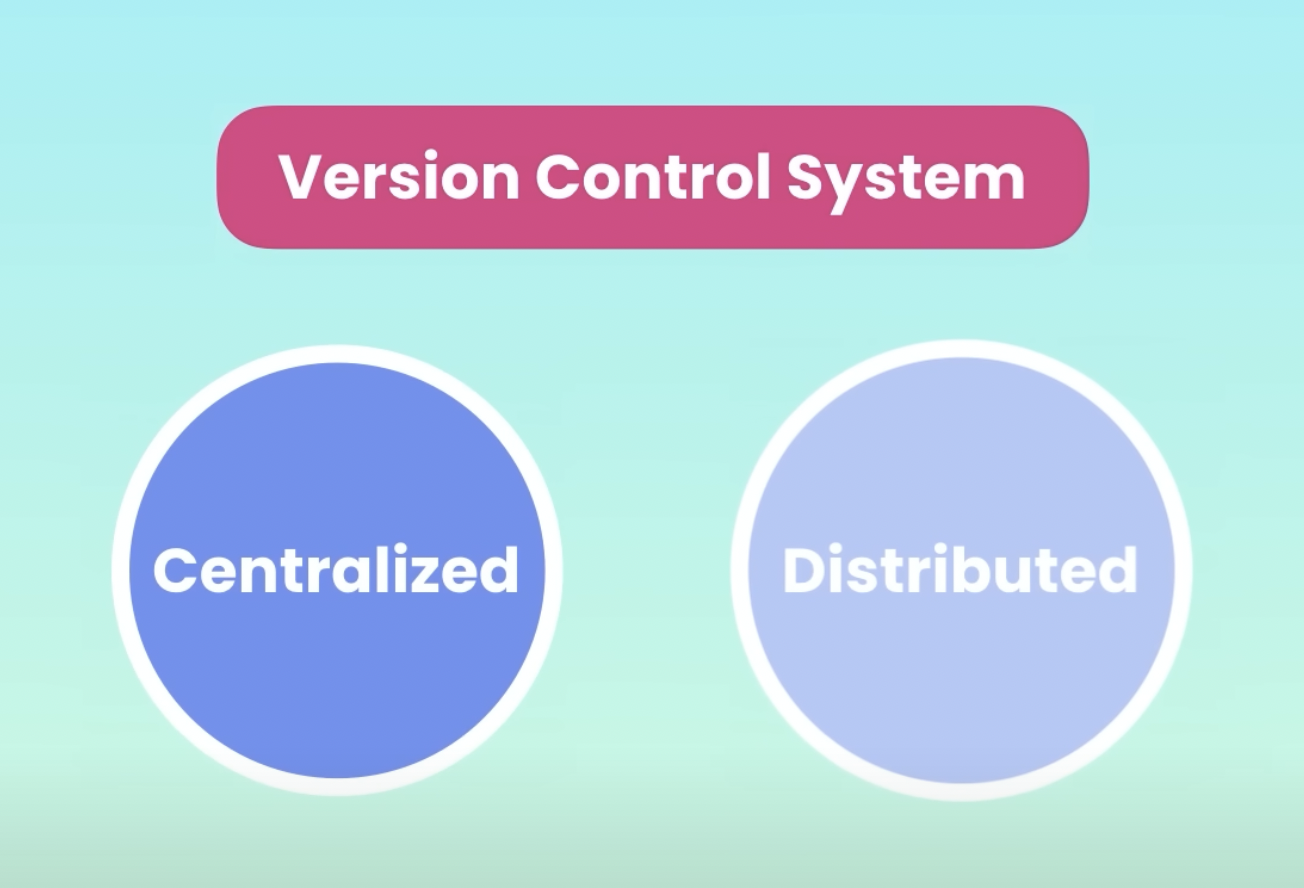 Version Control System
Centralized
Distributed